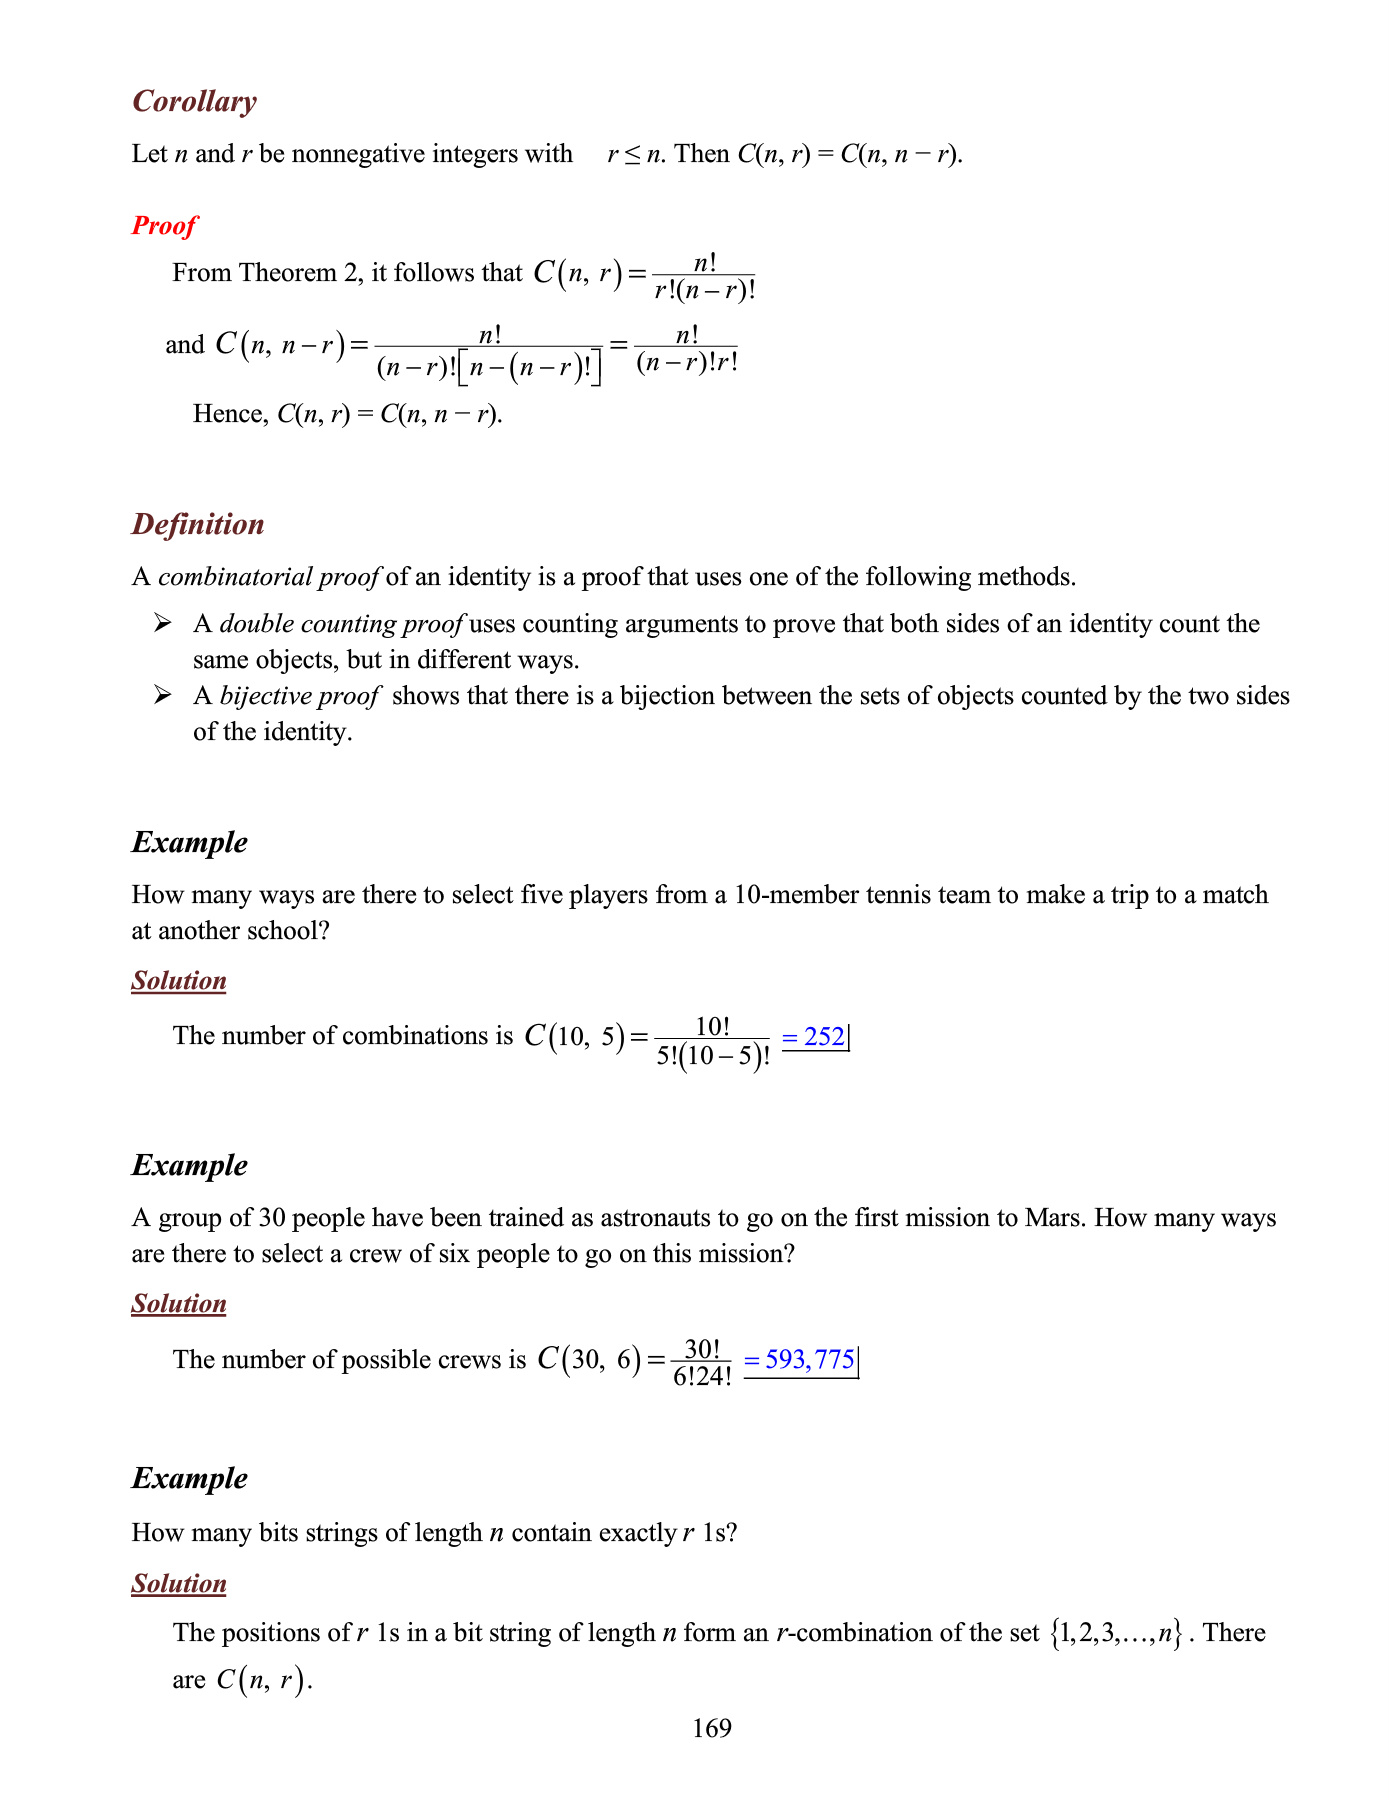 Corollary
Let n and r be nonnegative integers with r ≤ n. Then C(n, r) = C(n, n − r).
Proof
From Theorem 2, it follows that C(n, r) = n! / r!(n − r)!
and C(n, n − r) = n! / (n − r)![n − (n − r)!] = n! / (n − r)!r!
Hence, C(n, r) = C(n, n − r).
Definition
A combinatorial proof of an identity is a proof that uses one of the following methods.
➢ A double counting proof uses counting arguments to prove that both sides of an identity count the
same objects, but in different ways.
➢ A bijective proof shows that there is a bijection between the sets of objects counted by the two sides
of the identity.
Example
How many ways are there to select five players from a 10-member tennis team to make a trip to a match
at another school?
Solution
The number of combinations is C(10, 5) = 10! / 5!(10 − 5)! = 252|
Example
A group of 30 people have been trained as astronauts to go on the first mission to Mars. How many ways
are there to select a crew of six people to go on this mission?
Solution
The number of possible crews is C(30, 6) = 30! / 6!24! = 593,775|
Example
How many bits strings of length n contain exactly r 1s?
Solution
The positions of r 1s in a bit string of length n form an r-combination of the set {1,2,3,…,n}. There
are C(n, r).
169